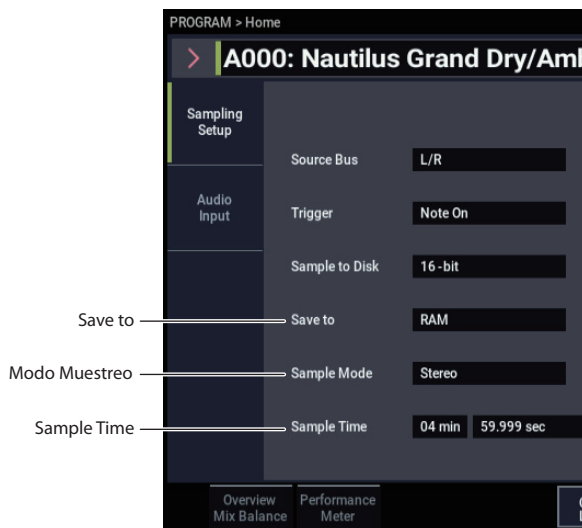 PROGRAM > Home
A000: Nautilus Grand Dry/Am
Sampling
Setup
Source Bus L/R
Audio
Input
Trigger Note On
Sample to Disk 16-bit
Save to Save to RAM
Modo Muestreo Sample Mode Stereo
Sample Time Sample Time 04 min 59.999 sec
Overview
Mix Balance
Performance
Meter